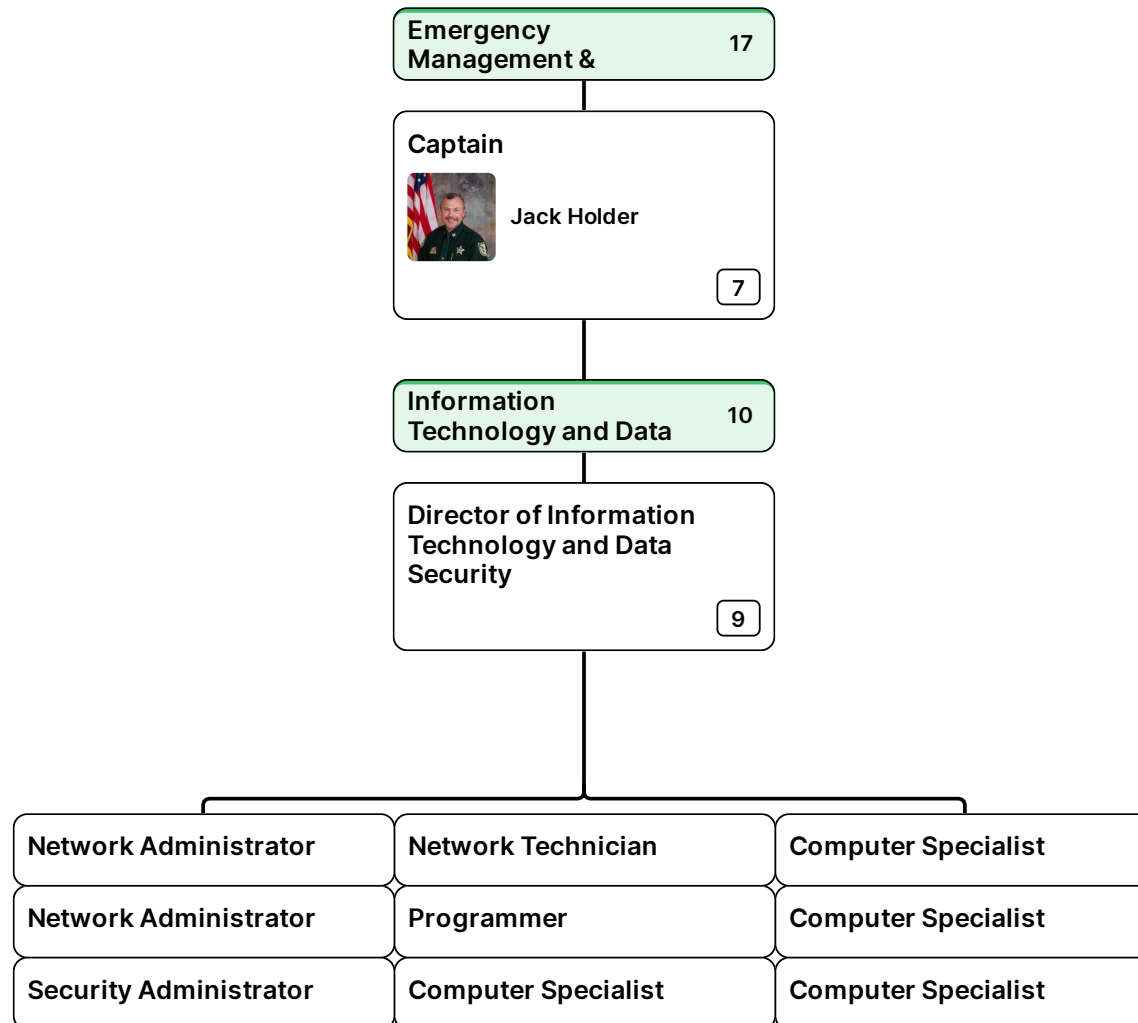 Emergency
Management &
17
Captain
Jack Holder
7
Information
Technology and Data
10
Director of Information
Technology and Data
Security
9
Network Administrator
Network Technician
Computer Specialist
Network Administrator
Programmer
Computer Specialist
Security Administrator
Computer Specialist
Computer Specialist